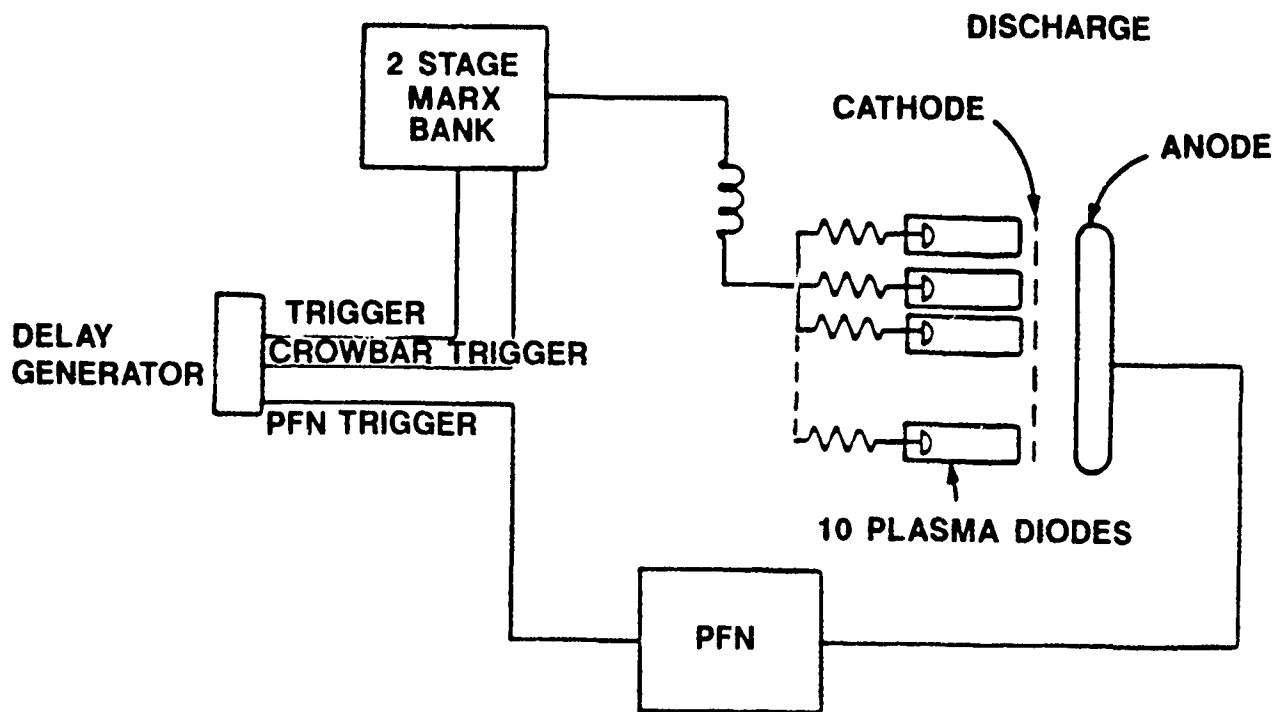 DISCHARGE
2 STAGE
MARX
BANK
CATHODE
ANODE
TRIGGER
DELAY
GENERATOR
CROWBAR TRIGGER
PFN TRIGGER
10 PLASMA DIODES
PFN